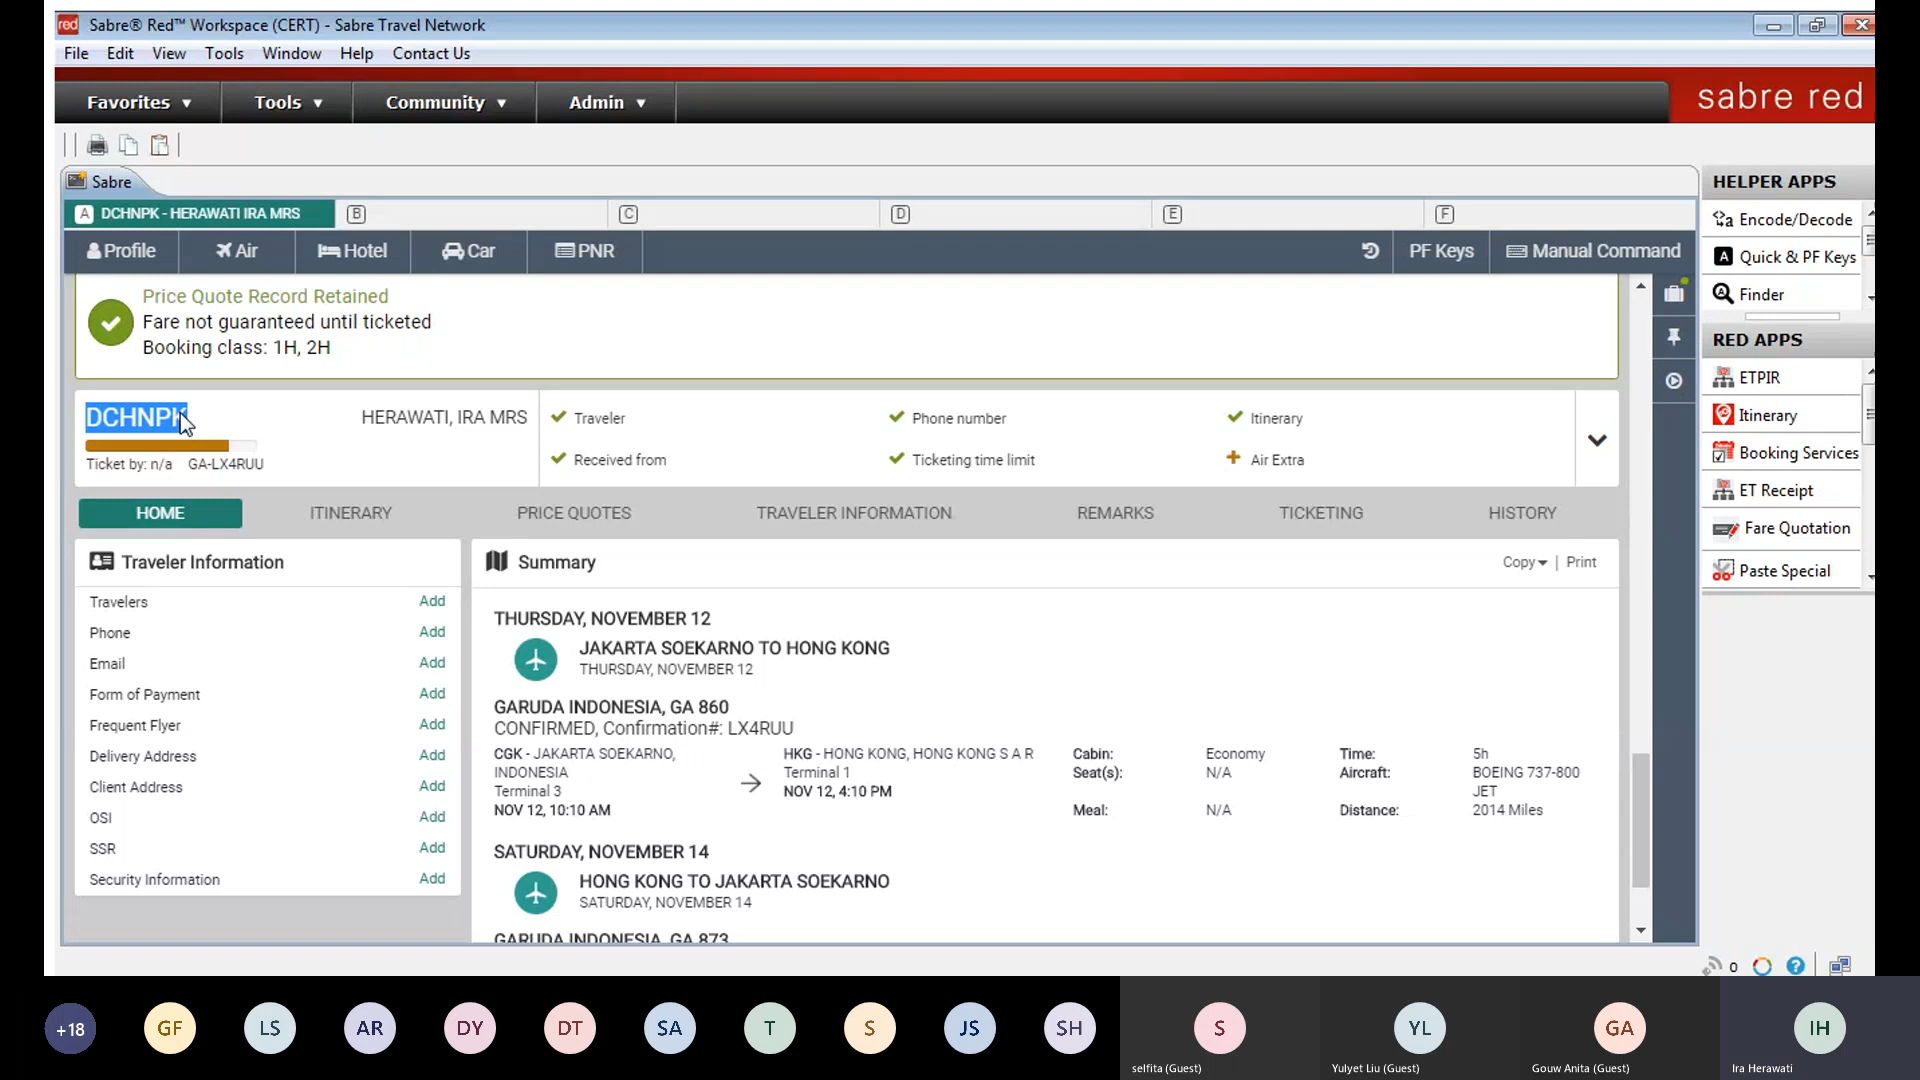 red Sabre® Red™ Workspace (CERT) - Sabre Travel Network
File Edit View Tools Window Help Contact Us
Favorites Tools Community Admin sabre red
Sabre
A DCHNPK - HERAWATI IRA MRS B C D E F
Profile Air Hotel Car PNR PF Keys Manual Command
Price Quote Record Retained
Fare not guaranteed until ticketed
Booking class: 1H, 2H
DCHNPK HERAWATI, IRA MRS
Ticket by: n/a GA-LX4RUU
Traveler Phone number Itinerary
Received from Ticketing time limit Air Extra
HOME ITINERARY PRICE QUOTES TRAVELER INFORMATION REMARKS TICKETING HISTORY
Traveler Information
Travelers Add
Phone Add
Email Add
Form of Payment Add
Frequent Flyer Add
Delivery Address Add
Client Address Add
OSI Add
SSR Add
Security Information Add
Summary Copy | Print
THURSDAY, NOVEMBER 12
JAKARTA SOEKARNO TO HONG KONG
THURSDAY, NOVEMBER 12
GARUDA INDONESIA, GA 860
CONFIRMED, Confirmation#: LX4RUU
CGK - JAKARTA SOEKARNO,
INDONESIA
Terminal 3
NOV 12, 10:10 AM
HKG - HONG KONG, HONG KONG S A R
Terminal 1
NOV 12, 4:10 PM
Cabin: Economy
Seat(s): N/A
Meal: N/A
Time: 5h
Aircraft: BOEING 737-800
JET
Distance: 2014 Miles
SATURDAY, NOVEMBER 14
HONG KONG TO JAKARTA SOEKARNO
SATURDAY, NOVEMBER 14
GARUDA INDONESIA, GA 873
HELPER APPS
Encode/Decode
A Quick & PF Keys
Finder
RED APPS
ETPIR
Itinerary
Booking Services
ET Receipt
Fare Quotation
Paste Special
0
+18 GF LS AR DY DT SA T S JS SH S YL GA IH
selfita (Guest) Yulyet Liu (Guest) Gouw Anita (Guest) Ira Herawati